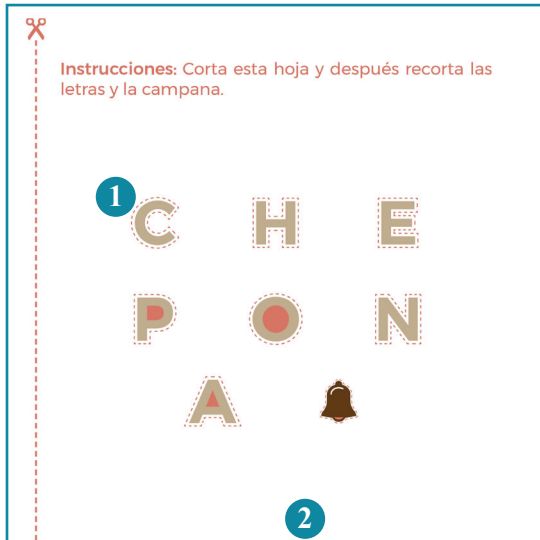 Instrucciones: Corta esta hoja y después recorta las
letras y la campana.
1
C H E
P O N
A
2